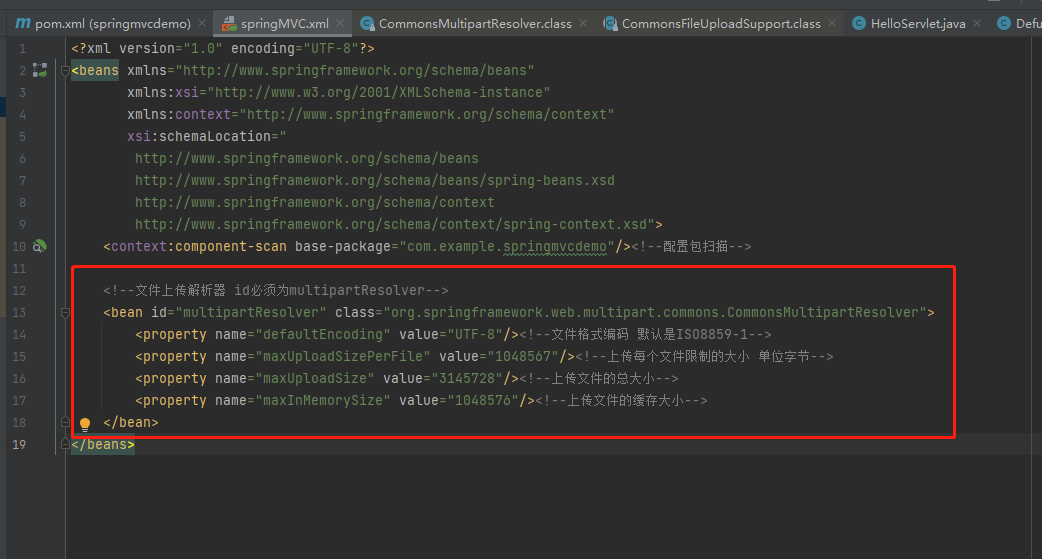 pom.xml (springmvcdemo) springMVC.xml CommonsMultipartResolver.class CommonsFileUploadSupport.class HelloServlet.java Defu
1 <?xml version="1.0" encoding="UTF-8"?>
2 <beans xmlns="http://www.springframework.org/schema/beans"
3 xmlns:xsi="http://www.w3.org/2001/XMLSchema-instance"
4 xmlns:context="http://www.springframework.org/schema/context"
5 xsi:schemaLocation="
6 http://www.springframework.org/schema/beans
7 http://www.springframework.org/schema/beans/spring-beans.xsd
8 http://www.springframework.org/schema/context
9 http://www.springframework.org/schema/context/spring-context.xsd">
10 <context:component-scan base-package="com.example.springmvcdemo"/><!--配置包扫描-->
11
12 <!--文件上传解析器 id必须为multipartResolver-->
13 <bean id="multipartResolver" class="org.springframework.web.multipart.commons.CommonsMultipartResolver">
14 <property name="defaultEncoding" value="UTF-8"/><!--文件格式编码 默认是ISO8859-1-->
15 <property name="maxUploadSizePerFile" value="1048567"/><!--上传每个文件限制的大小 单位字节-->
16 <property name="maxUploadSize" value="3145728"/><!--上传文件的总大小-->
17 <property name="maxInMemorySize" value="1048576"/><!--上传文件的缓存大小-->
18 </bean>
19 </beans>